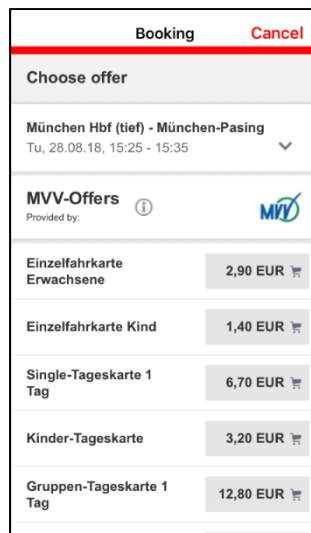 Booking Cancel
Choose offer
München Hbf (tief) - München-Pasing
Tu, 28.08.18, 15:25 - 15:35
MVV-Offers
Provided by:
MVV
Einzelfahrkarte
Erwachsene
2,90 EUR
Einzelfahrkarte Kind
1,40 EUR
Single-Tageskarte 1
Tag
6,70 EUR
Kinder-Tageskarte
3,20 EUR
Gruppen-Tageskarte 1
Tag
12,80 EUR